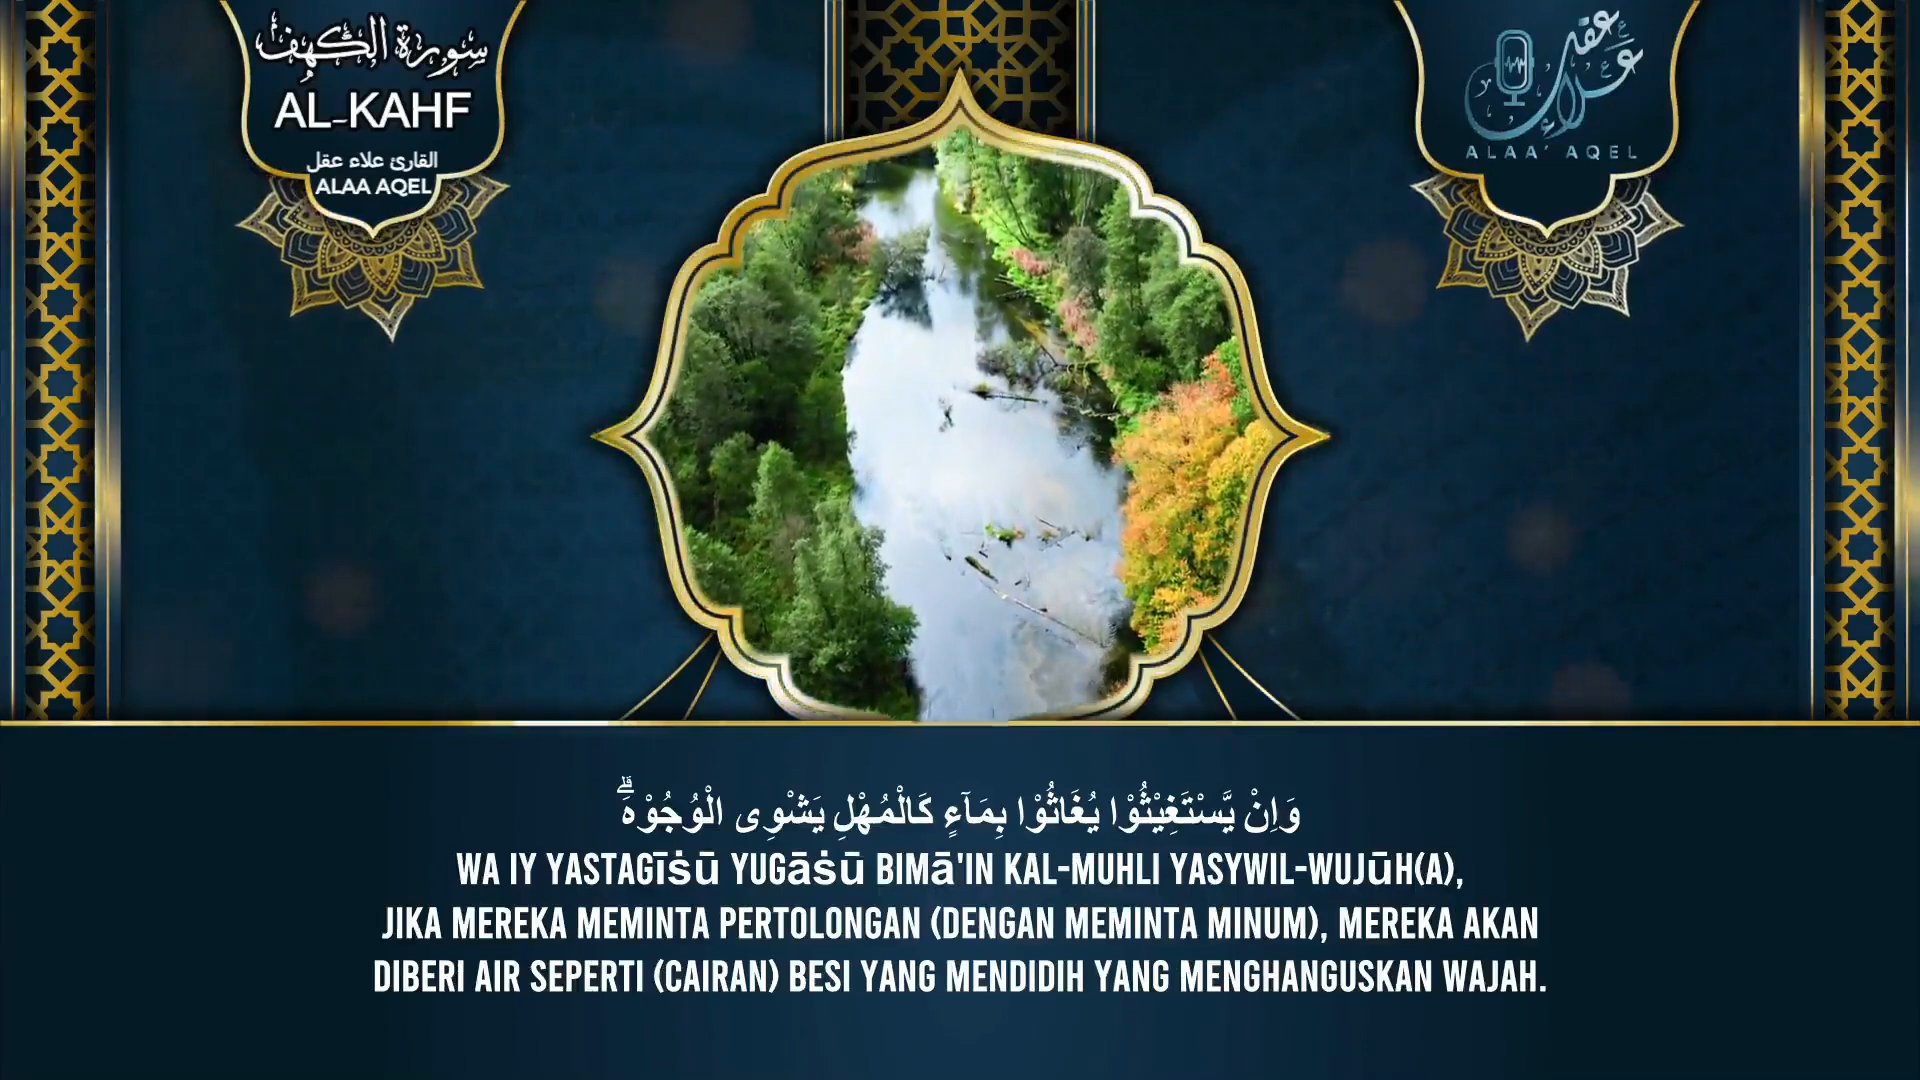 سورة الكهف
AL-KAHF
القارئ علاء عقل
ALAA AQEL
علاء عقل
ALAA' AQEL
وَاِنْ يَّسْتَغِيْثُوْا يُغَاثُوْا بِمَاۤءٍ كَالْمُهْلِ يَشْوِى الْوُجُوْهَۗ
WA IY YASTAGīṡū YUGāṡū BIMā'IN KAL-MUHLI YASYWIL-WUJūH(A),
JIKA MEREKA MEMINTA PERTOLONGAN (DENGAN MEMINTA MINUM), MEREKA AKAN
DIBERI AIR SEPERTI (CAIRAN) BESI YANG MENDIDIH YANG MENGHANGUSKAN WAJAH.